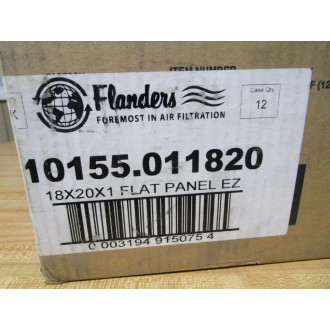 ITEM NUMBER
Flanders
FOREMOST IN AIR FILTRATION
Case Qty
12
F (12
10155.011820
18X20X1 FLAT PANEL EZ
0 003194 915075 4